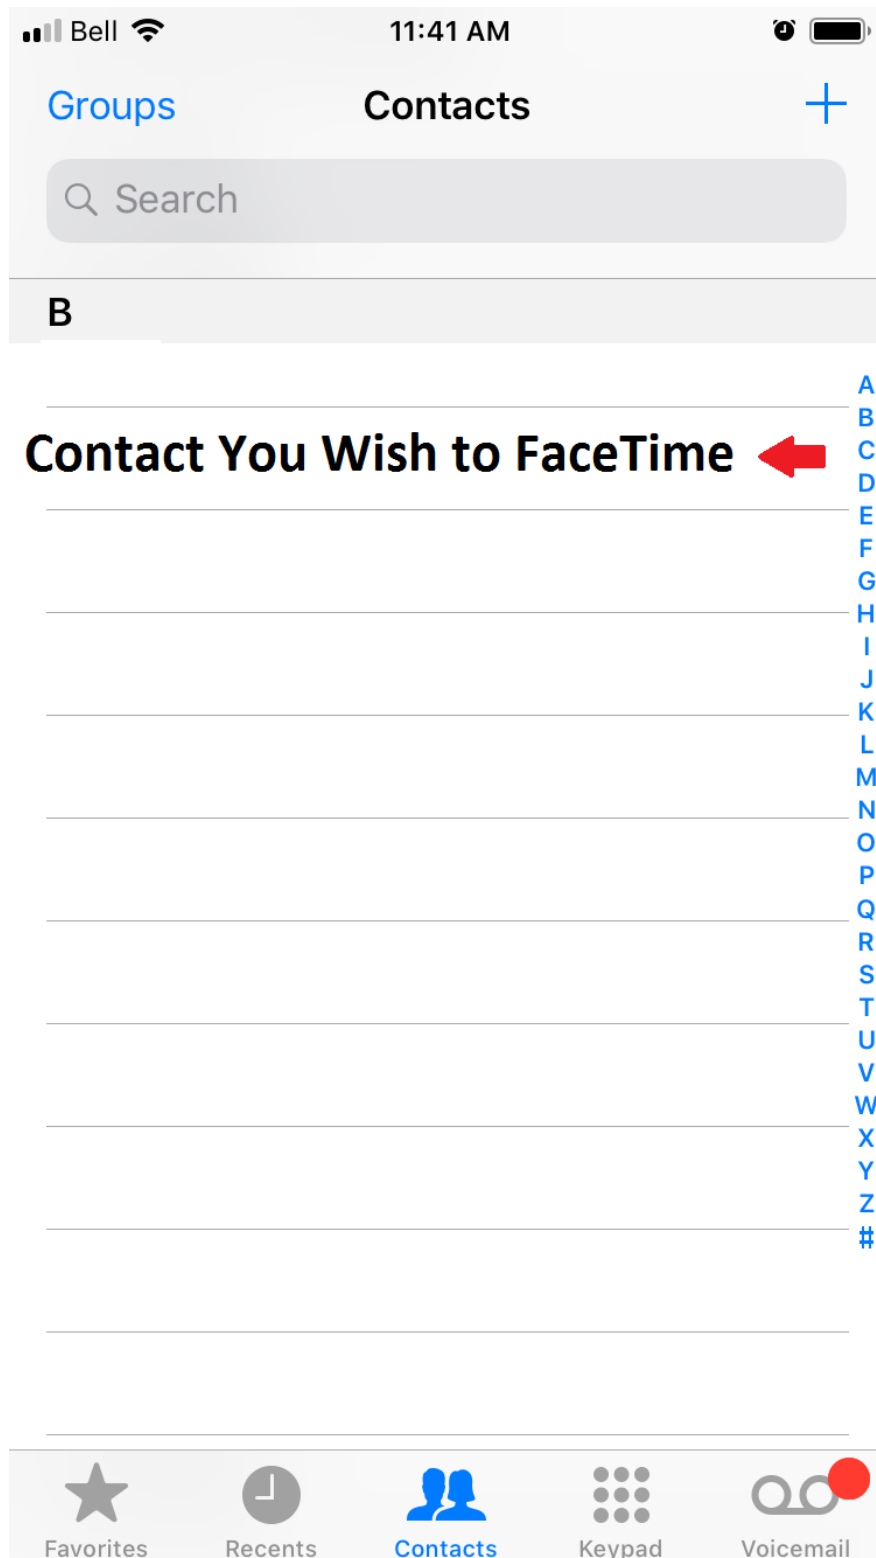 Bell 11:41 AM
Groups Contacts +
Search
B
Contact You Wish to FaceTime
A
B
C
D
E
F
G
H
I
J
K
L
M
N
O
P
Q
R
S
T
U
V
W
X
Y
Z
#
Favorites Recents Contacts Keypad Voicemail